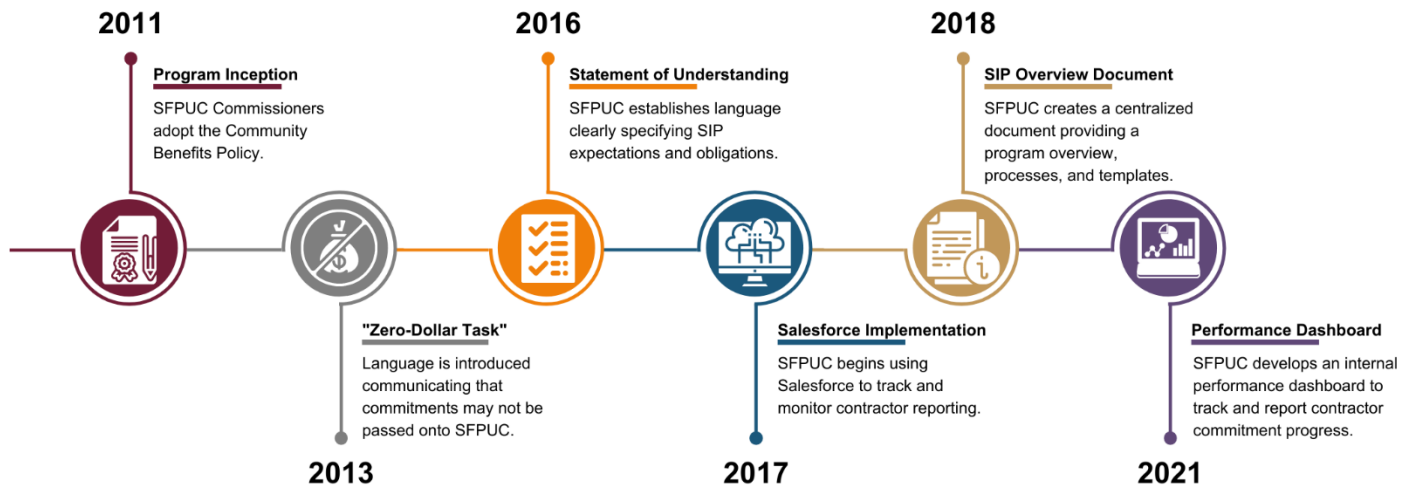 2011
Program Inception
SFPUC Commissioners
adopt the Community
Benefits Policy.
"Zero-Dollar Task"
Language is introduced
communicating that
commitments may not be
passed onto SFPUC.
2013
2016
Statement of Understanding
SFPUC establishes language
clearly specifying SIP
expectations and obligations.
Salesforce Implementation
SFPUC begins using
Salesforce to track and
monitor contractor reporting.
2017
2018
SIP Overview Document
SFPUC creates a centralized
document providing a
program overview,
processes, and templates.
Performance Dashboard
SFPUC develops an internal
performance dashboard to
track and report contractor
commitment progress.
2021